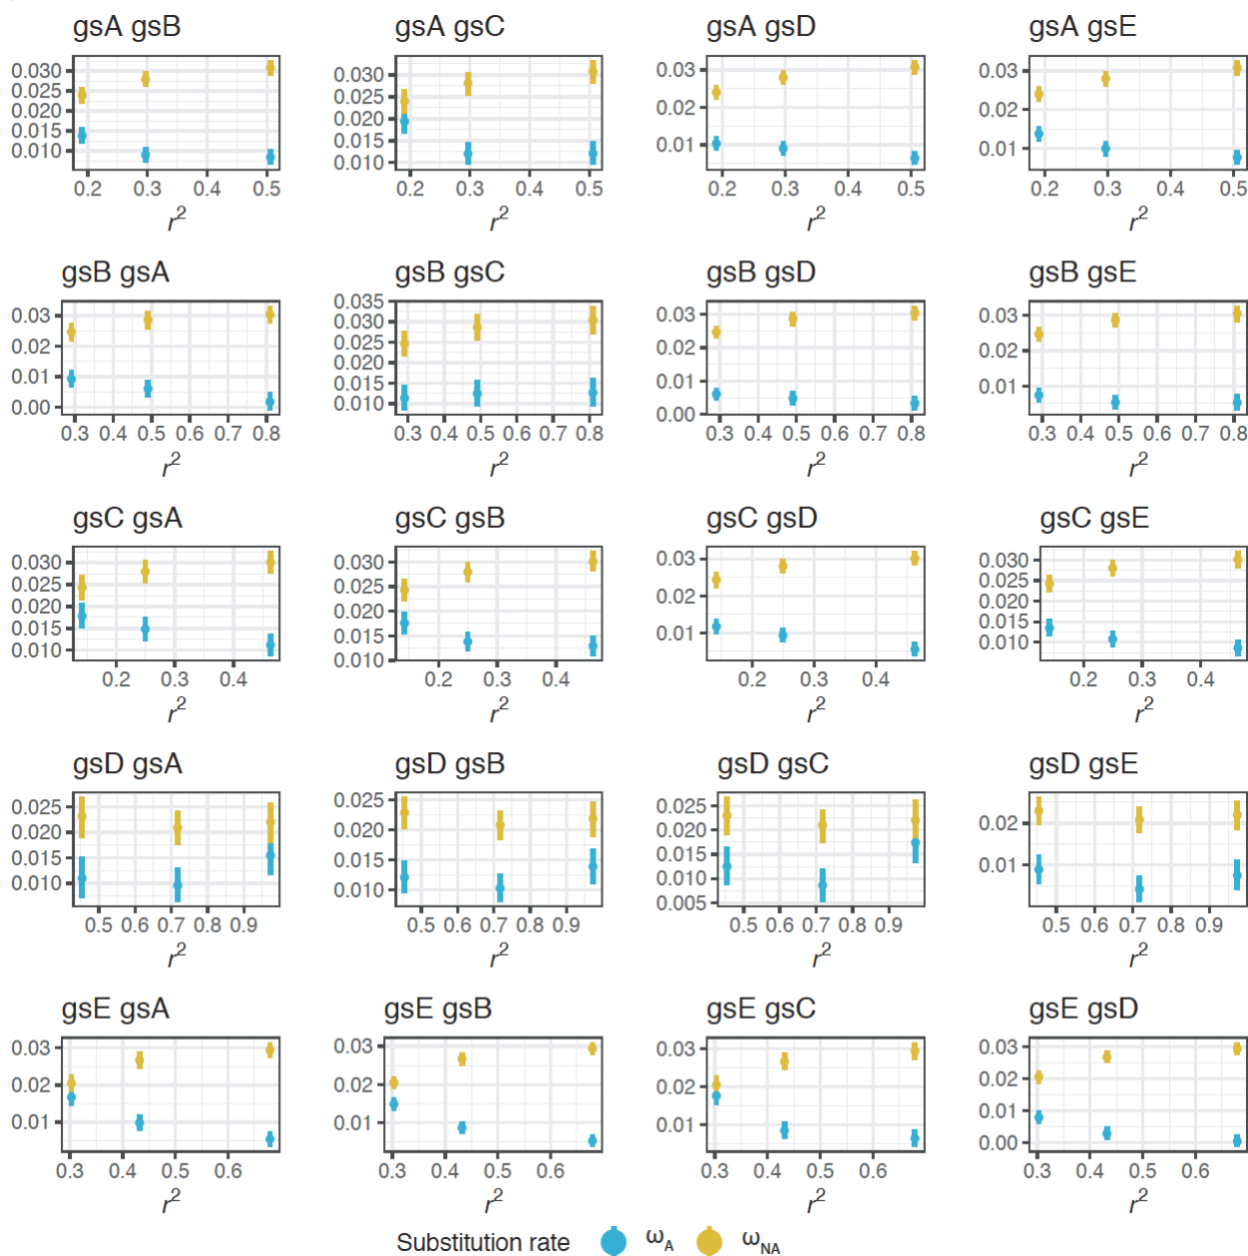 gsA gsB
0.030
0.025
0.020
0.015
0.010
0.2 0.3 0.4 0.5
r²
gsA gsC
0.030
0.025
0.020
0.015
0.010
0.2 0.3 0.4 0.5
r²
gsA gsD
0.03
0.02
0.01
0.2 0.3 0.4 0.5
r²
gsA gsE
0.03
0.02
0.01
0.2 0.3 0.4 0.5
r²
gsB gsA
0.03
0.02
0.01
0.00
0.3 0.4 0.5 0.6 0.7 0.8
r²
gsB gsC
0.035
0.030
0.025
0.020
0.015
0.010
0.3 0.4 0.5 0.6 0.7 0.8
r²
gsB gsD
0.03
0.02
0.01
0.00
0.3 0.4 0.5 0.6 0.7 0.8
r²
gsB gsE
0.03
0.02
0.01
0.3 0.4 0.5 0.6 0.7 0.8
r²
gsC gsA
0.030
0.025
0.020
0.015
0.010
0.2 0.3 0.4
r²
gsC gsB
0.030
0.025
0.020
0.015
0.010
0.2 0.3 0.4
r²
gsC gsD
0.03
0.02
0.01
0.2 0.3 0.4
r²
gsC gsE
0.030
0.025
0.020
0.015
0.010
0.2 0.3 0.4
r²
gsD gsA
0.025
0.020
0.015
0.010
0.5 0.6 0.7 0.8 0.9
r²
gsD gsB
0.025
0.020
0.015
0.010
0.5 0.6 0.7 0.8 0.9
r²
gsD gsC
0.025
0.020
0.015
0.010
0.005
0.5 0.6 0.7 0.8 0.9
r²
gsD gsE
0.02
0.01
0.5 0.6 0.7 0.8 0.9
r²
gsE gsA
0.03
0.02
0.01
0.3 0.4 0.5 0.6
r²
gsE gsB
0.03
0.02
0.01
0.3 0.4 0.5 0.6
r²
gsE gsC
0.03
0.02
0.01
0.3 0.4 0.5 0.6
r²
gsE gsD
0.03
0.02
0.01
0.00
0.3 0.4 0.5 0.6
r²
Substitution rate ω_A ω_NA